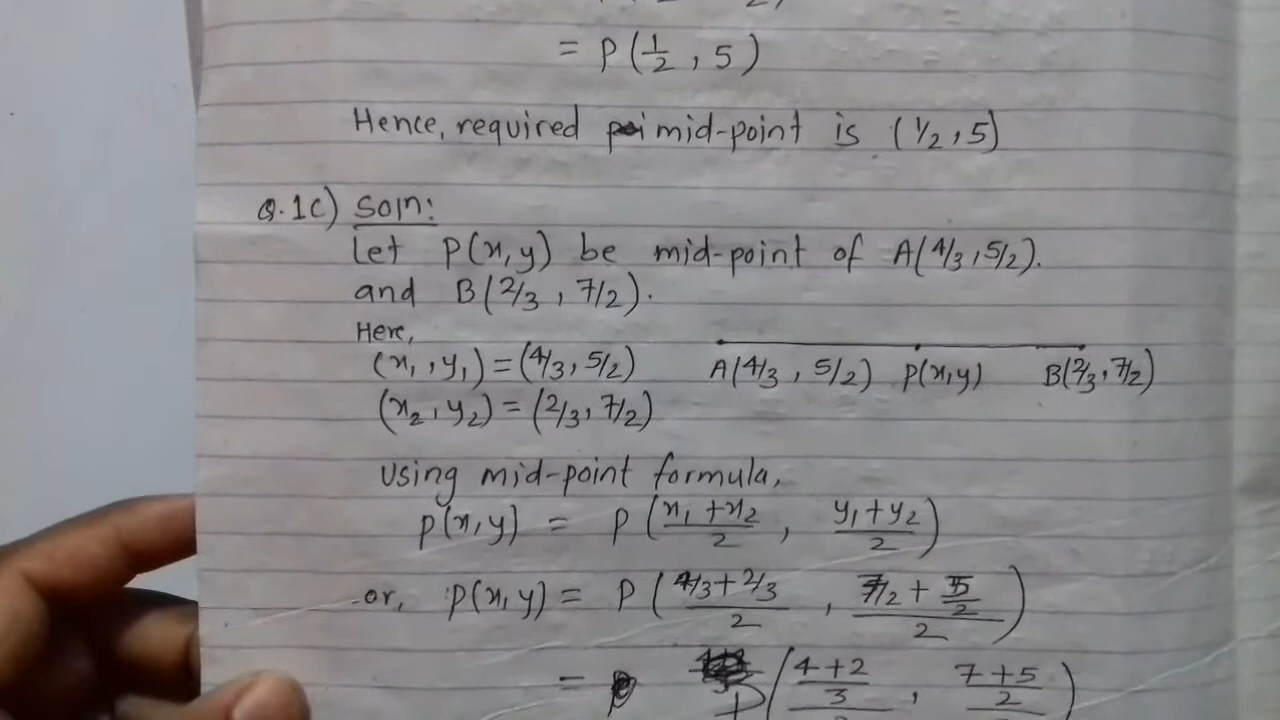 = P(1/2, 5)
Hence, required mid-point is (1/2, 5)
Q.1c) Soln:
Let P(x,y) be mid-point of A(4/3, 5/2).
and B(2/3, 7/2).
Here,
(x₁, y₁) = (4/3, 5/2)
A(4/3, 5/2) P(x,y) B(2/3, 7/2)
(x₂, y₂) = (2/3, 7/2)
Using mid-point formula,
P(x,y) = P((x₁+x₂)/2, (y₁+y₂)/2)
or, P(x,y) = P((4/3+2/3)/2, (7/2+5/2)/2)
= P((4+2)/3, (7+5)/2)